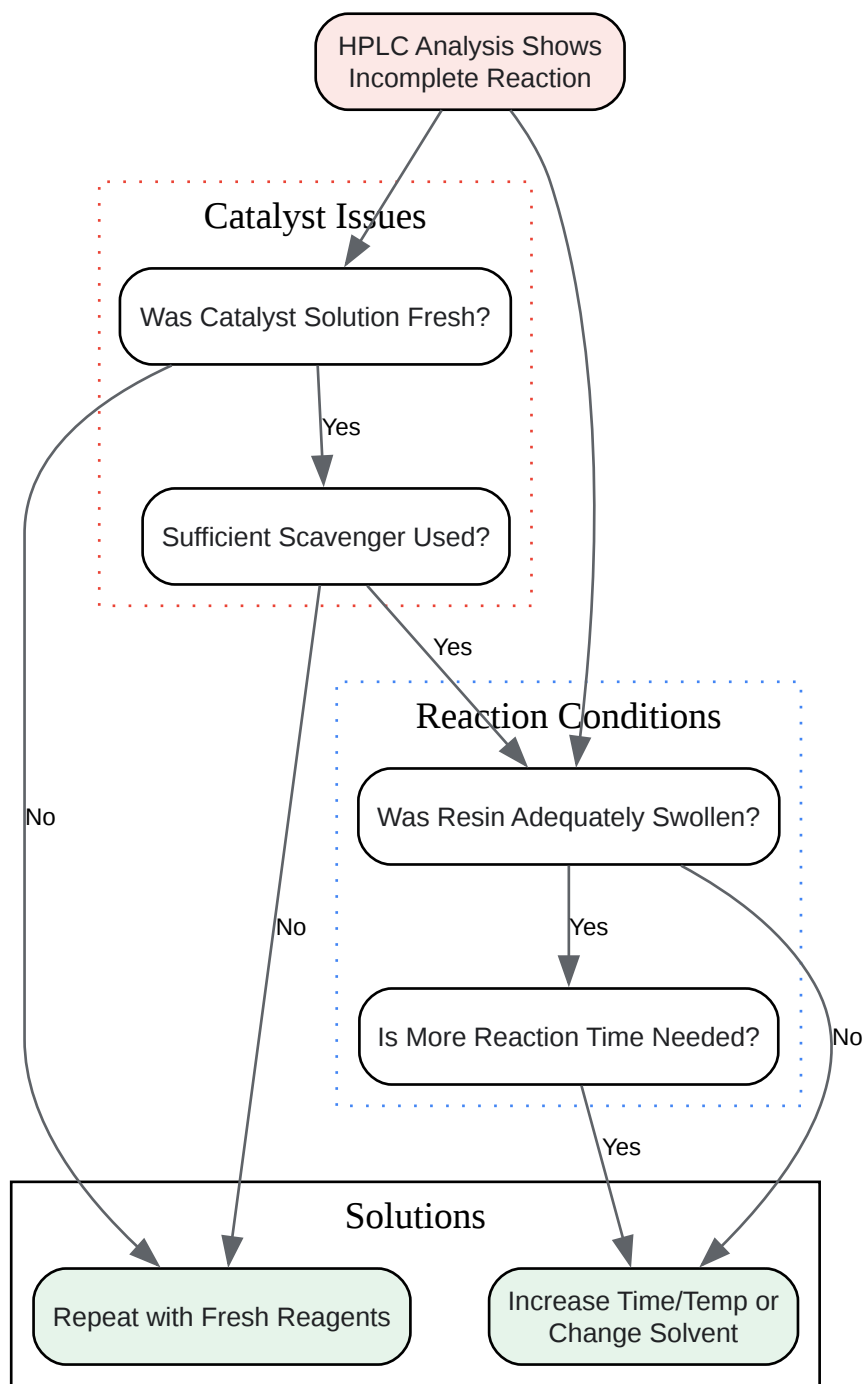 HPLC Analysis Shows
Incomplete Reaction
Catalyst Issues
Was Catalyst Solution Fresh?
Yes
Sufficient Scavenger Used?
Yes
Reaction Conditions
Was Resin Adequately Swollen?
No
No
Yes
Is More Reaction Time Needed?
No
Yes
Solutions
Repeat with Fresh Reagents
Increase Time/Temp or
Change Solvent